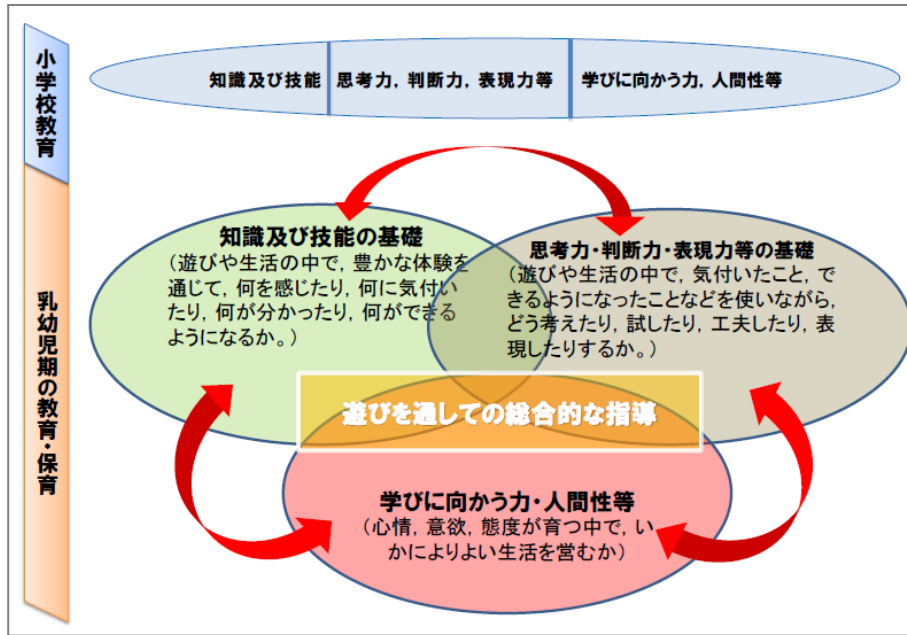 小学校教育
知識及び技能
思考力，判断力，表現力等
学びに向かう力，人間性等
乳幼児期の教育・保育
知識及び技能の基礎
（遊びや生活の中で，豊かな体験を
通じて，何を感じたり，何に気付い
たり，何が分かったり，何ができる
ようになるか。）
思考力・判断力・表現力等の基礎
（遊びや生活の中で，気付いたこと，で
きるようになったことなどを使いながら，
どう考えたり，試したり，工夫したり，表
現したりするか。）
遊びを通しての総合的な指導
学びに向かう力・人間性等
（心情，意欲，態度が育つ中で，い
かによりよい生活を営むか）